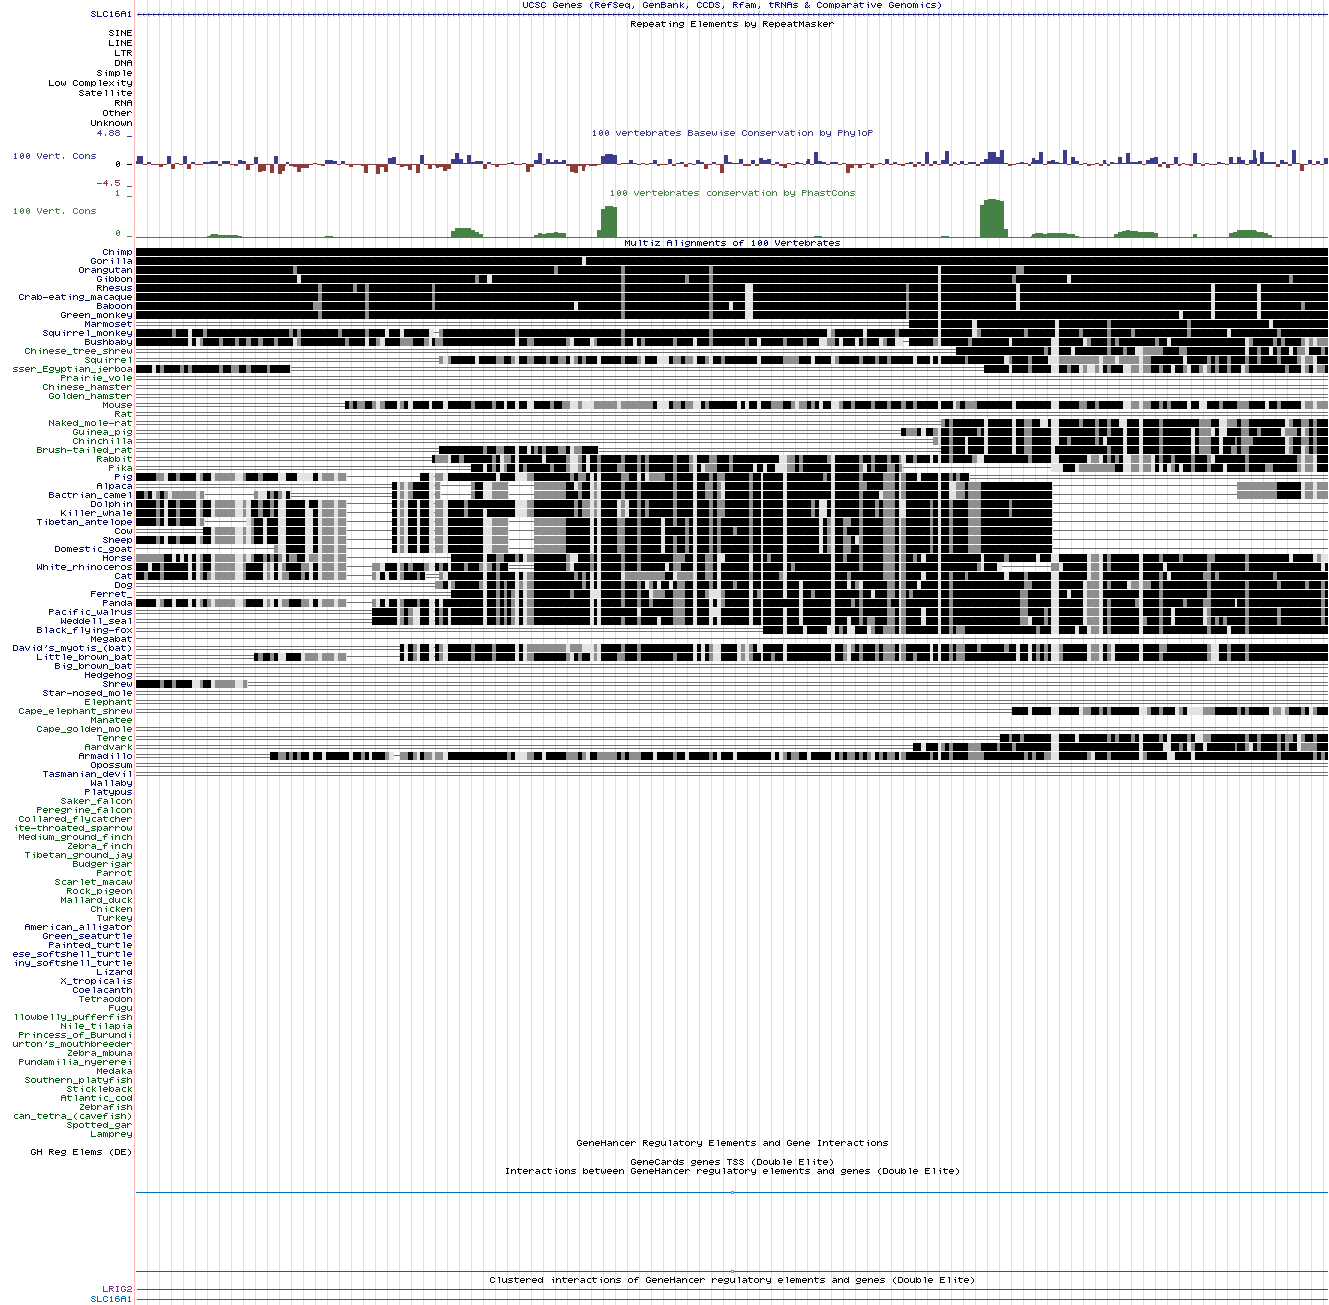 UCSC Genes (RefSeq, GenBank, CCDS, Rfam, tRNAs & Comparative Genomics)
SLC16A1
Repeating Elements by RepeatMasker
SINE
LINE
LTR
DNA
Simple
Low Complexity
Satellite
RNA
Other
Unknown
4.88 _
100 vertebrates Basewise Conservation by PhyloP
100 Vert. Cons
0 _
-4.5 _
1 _
100 vertebrates conservation by PhastCons
100 Vert. Cons
0 _
Multiz Alignments of 100 Vertebrates
Chimp
Gorilla
Orangutan
Gibbon
Rhesus
Crab-eating_macaque
Baboon
Green_monkey
Marmoset
Squirrel_monkey
Bushbaby
Chinese_tree_shrew
Squirrel
sser_Egyptian_jerboa
Prairie_vole
Chinese_hamster
Golden_hamster
Mouse
Rat
Naked_mole-rat
Guinea_pig
Chinchilla
Brush-tailed_rat
Rabbit
Pika
Pig
Alpaca
Bactrian_camel
Dolphin
Killer_whale
Tibetan_antelope
Cow
Sheep
Domestic_goat
Horse
White_rhinoceros
Cat
Dog
Ferret_
Panda
Pacific_walrus
Weddell_seal
Black_flying-fox
Megabat
David's_myotis_(bat)
Little_brown_bat
Big_brown_bat
Hedgehog
Shrew
Star-nosed_mole
Elephant
Cape_elephant_shrew
Manatee
Cape_golden_mole
Tenrec
Aardvark
Armadillo
Opossum
Tasmanian_devil
Wallaby
Platypus
Saker_falcon
Peregrine_falcon
Collared_flycatcher
ite-throated_sparrow
Medium_ground_finch
Zebra_finch
Tibetan_ground_jay
Budgerigar
Parrot
Scarlet_macaw
Rock_pigeon
Mallard_duck
Chicken
Turkey
American_alligator
Green_seaturtle
Painted_turtle
ese_softshell_turtle
iny_softshell_turtle
Lizard
X_tropicalis
Coelacanth
Tetraodon
Fugu
llowbelly_pufferfish
Nile_tilapia
Princess_of_Burundi
urton's_mouthbreeder
Zebra_mbuna
Pundamilia_nyererei
Medaka
Southern_platyfish
Stickleback
Atlantic_cod
Zebrafish
can_tetra_(cavefish)
Spotted_gar
Lamprey
GeneHancer Regulatory Elements and Gene Interactions
GH Reg Elems (DE)
GeneCards genes TSS (Double Elite)
Interactions between GeneHancer regulatory elements and genes (Double Elite)
Clustered interactions of GeneHancer regulatory elements and genes (Double Elite)
LRIG2
SLC16A1